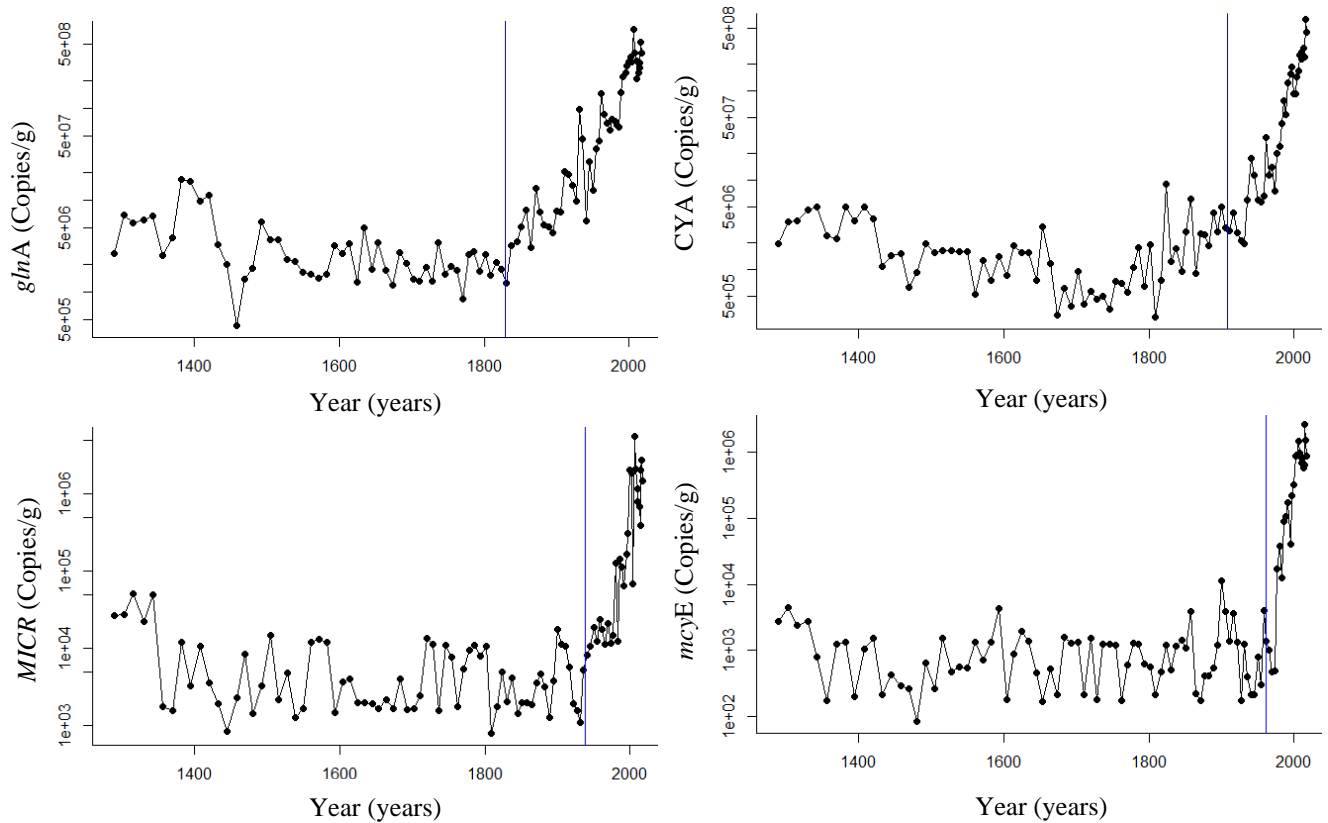 glnA (Copies/g)
5e+08
5e+07
5e+06
5e+05
1400
1600
1800
2000
Year (years)
CYA (Copies/g)
5e+08
5e+07
5e+06
5e+05
1400
1600
1800
2000
Year (years)
MICR (Copies/g)
1e+06
1e+05
1e+04
1e+03
1400
1600
1800
2000
Year (years)
mcyE (Copies/g)
1e+06
1e+05
1e+04
1e+03
1e+02
1400
1600
1800
2000
Year (years)